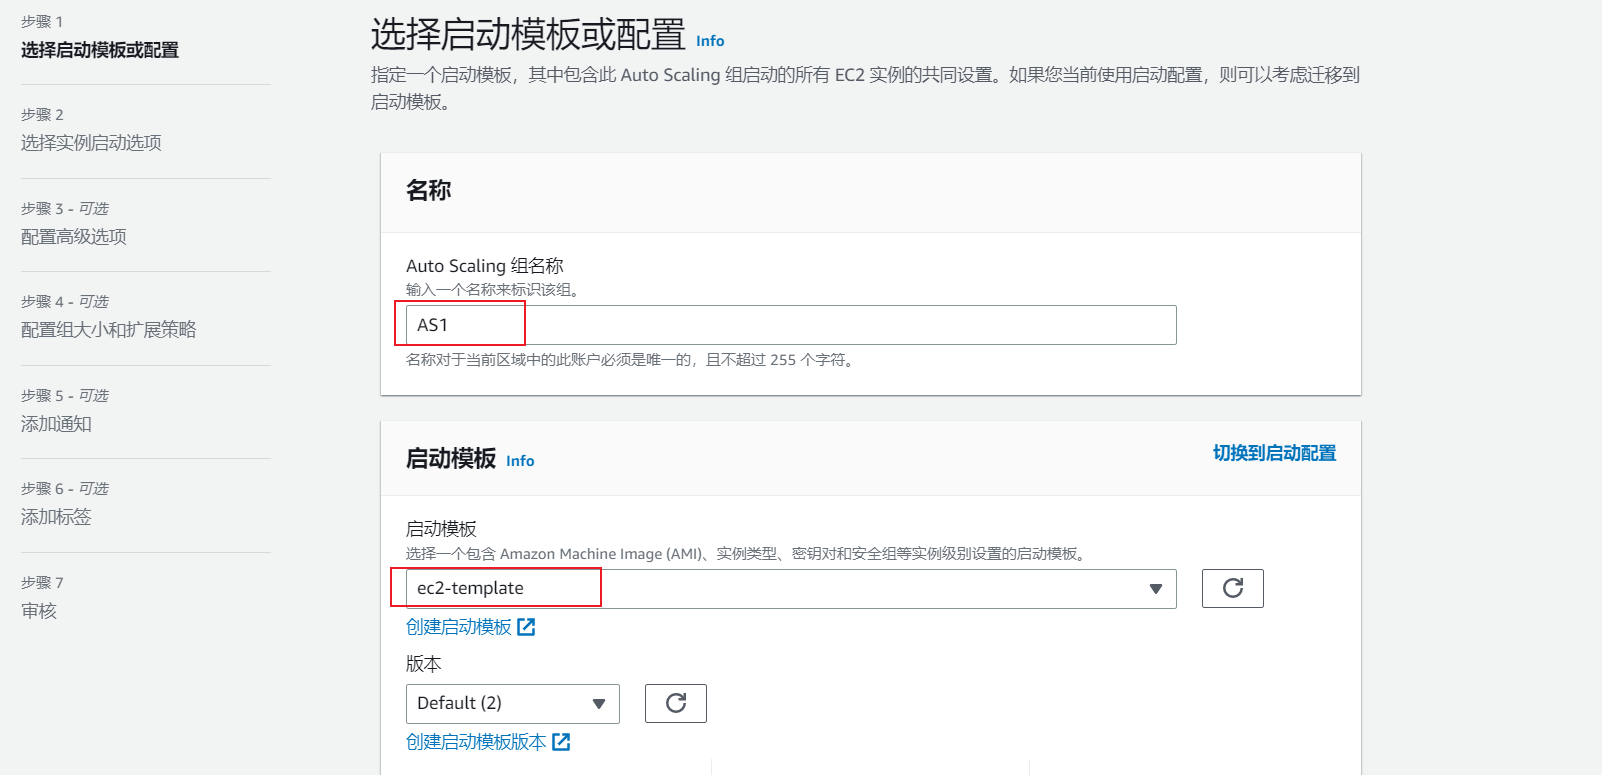 步骤 1
选择启动模板或配置
步骤 2
选择实例启动选项
步骤 3 - 可选
配置高级选项
步骤 4 - 可选
配置组大小和扩展策略
步骤 5 - 可选
添加通知
步骤 6 - 可选
添加标签
步骤 7
审核
选择启动模板或配置 Info
指定一个启动模板，其中包含此 Auto Scaling 组启动的所有 EC2 实例的共同设置。如果您当前使用启动配置，则可以考虑迁移到
启动模板。
名称
Auto Scaling 组名称
输入一个名称来标识该组。
AS1
名称对于当前区域中的此账户必须是唯一的，且不超过 255 个字符。
启动模板 Info
切换到启动配置
启动模板
选择一个包含 Amazon Machine Image (AMI)、实例类型、密钥对和安全组等实例级别设置的启动模板。
ec2-template
创建启动模板
版本
Default (2)
创建启动模板版本